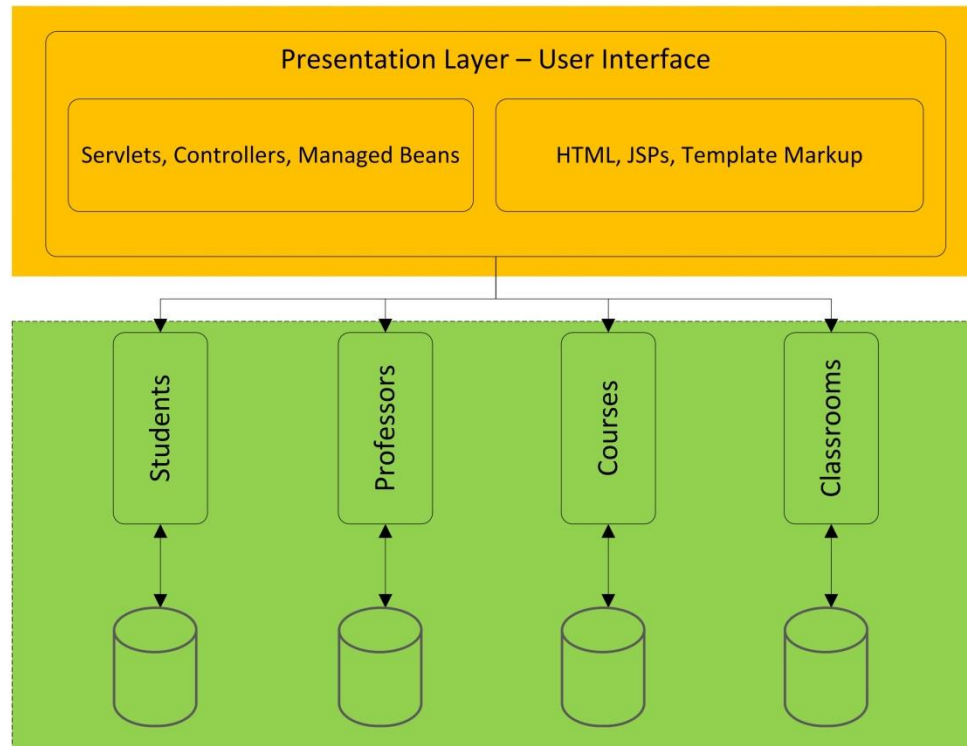 Presentation Layer – User Interface
Servlets, Controllers, Managed Beans
HTML, JSPs, Template Markup
Students
Professors
Courses
Classrooms